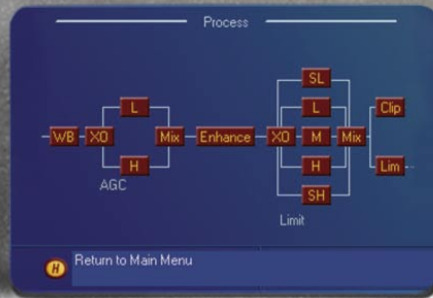 Process
SL
L
L
Clip
WB
XO
Mix
Enhance
XO
M
Mix
H
H
Lim
AGC
SH
Limit
H
Return to Main Menu